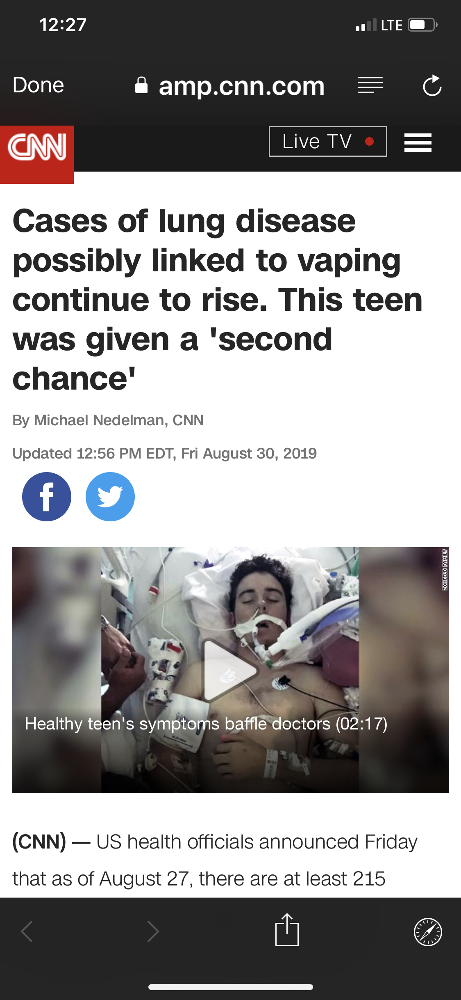 12:27
LTE
Done
amp.cnn.com
CNN
Live TV
Cases of lung disease
possibly linked to vaping
continue to rise. This teen
was given a 'second
chance'
By Michael Nedelman, CNN
Updated 12:56 PM EDT, Fri August 30, 2019
f
ZOHFELD FAMILY
Healthy teen's symptoms baffle doctors (02:17)
(CNN) — US health officials announced Friday
that as of August 27, there are at least 215